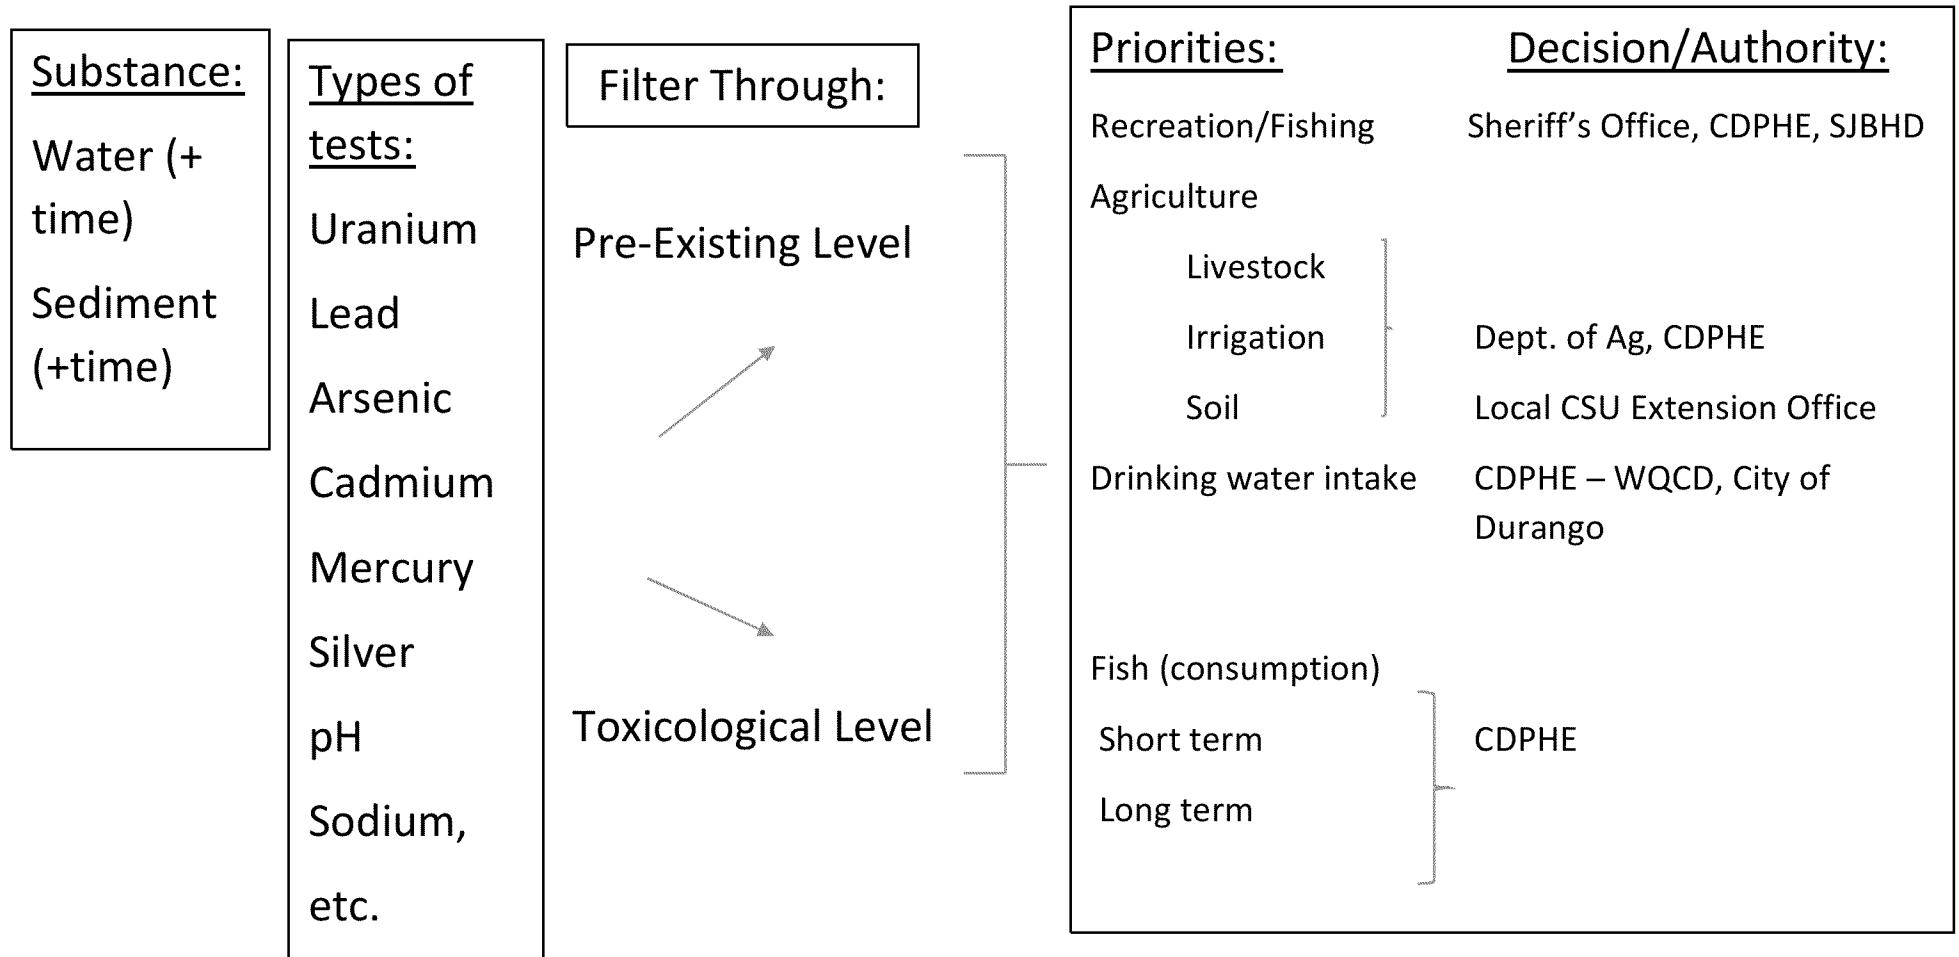 Substance:
Water (+
time)
Sediment
(+time)
Types of
tests:
Uranium
Lead
Arsenic
Cadmium
Mercury
Silver
pH
Sodium,
etc.
Filter Through:
Pre-Existing Level
Toxicological Level
Priorities: Decision/Authority:
Recreation/Fishing Sheriff’s Office, CDPHE, SJBHD
Agriculture
Livestock
Irrigation Dept. of Ag, CDPHE
Soil Local CSU Extension Office
Drinking water intake CDPHE – WQCD, City of
Durango
Fish (consumption)
Short term CDPHE
Long term